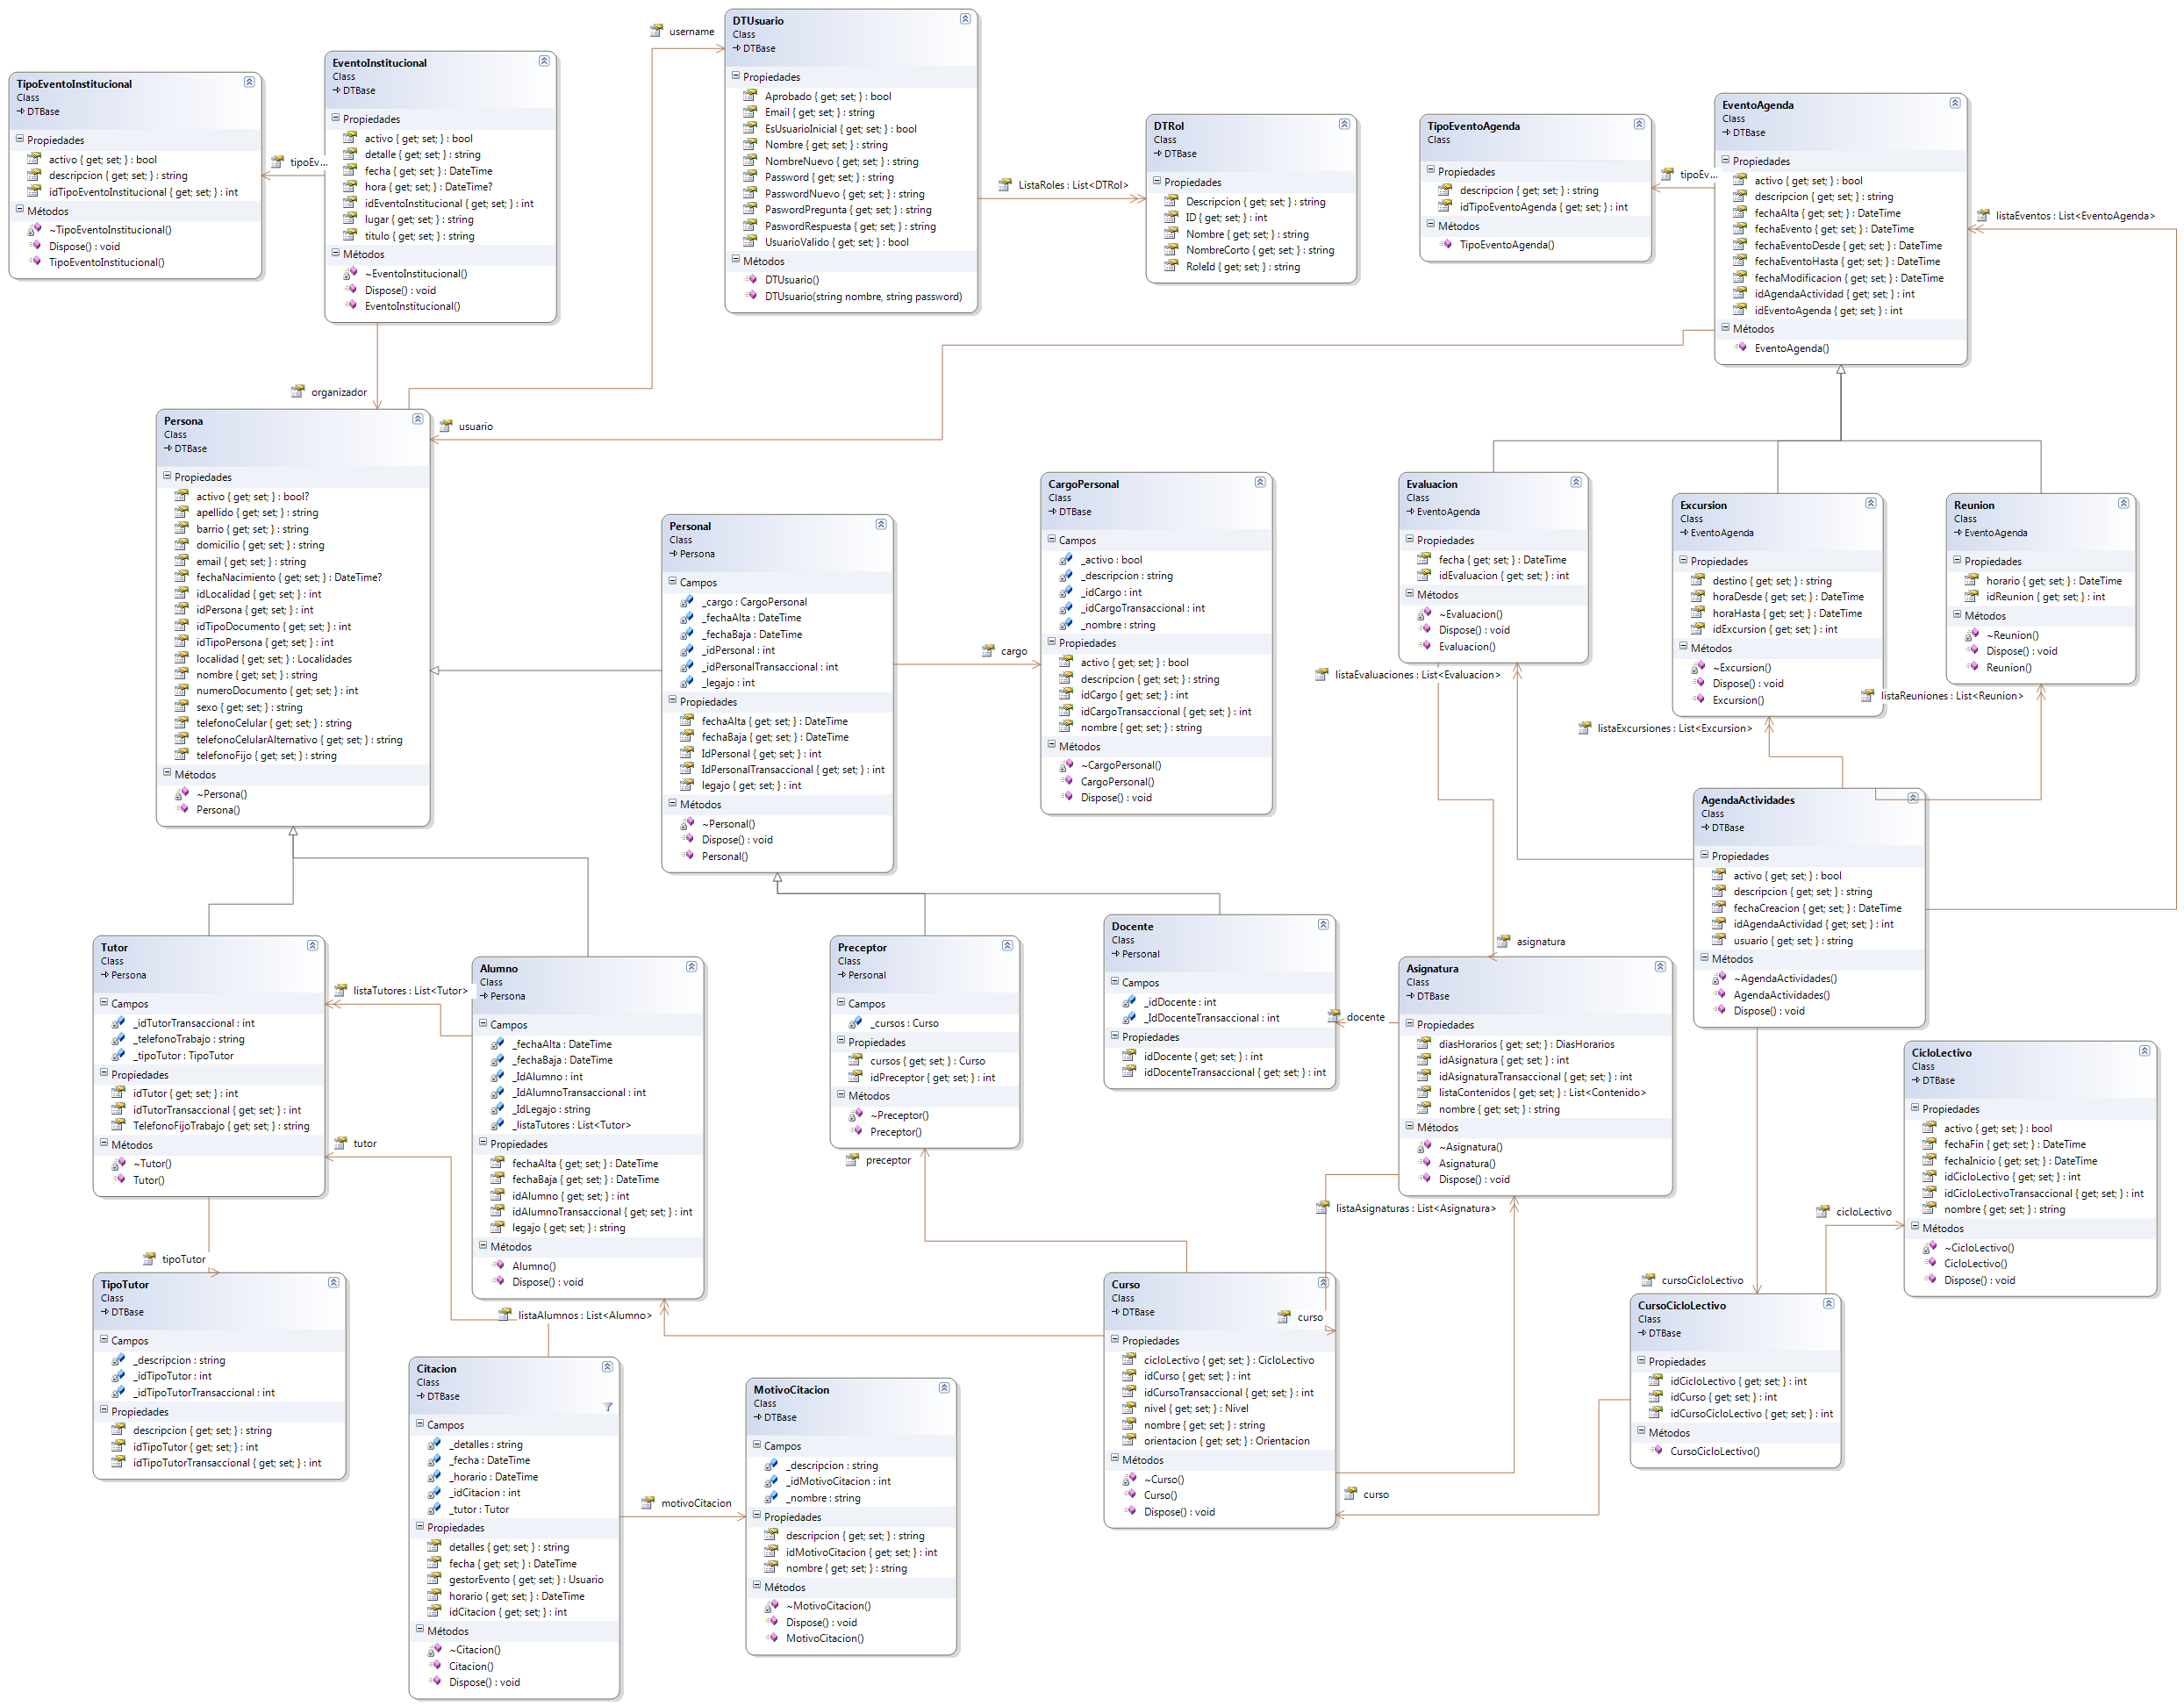 TipoEventoInstitucional
Class
DTBase
Propiedades
activo { get; set; } : bool
descripcion { get; set; } : string
idTipoEventoInstitucional { get; set; } : int
Métodos
~TipoEventoInstitucional()
Dispose() : void
TipoEventoInstitucional()
tipoEv...
EventoInstitucional
Class
DTBase
Propiedades
activo { get; set; } : bool
detalle { get; set; } : string
fecha { get; set; } : DateTime
hora { get; set; } : DateTime?
idEventoInstitucional { get; set; } : int
lugar { get; set; } : string
titulo { get; set; } : string
Métodos
~EventoInstitucional()
Dispose() : void
EventoInstitucional()
organizador
username
DTUsuario
Class
DTBase
Propiedades
Aprobado { get; set; } : bool
Email { get; set; } : string
EsUsuarioInicial { get; set; } : bool
Nombre { get; set; } : string
NombreNuevo { get; set; } : string
Password { get; set; } : string
PasswordNuevo { get; set; } : string
PaswordPregunta { get; set; } : string
PaswordRespuesta { get; set; } : string
UsuarioValido { get; set; } : bool
Métodos
DTUsuario()
DTUsuario(string nombre, string password)
ListaRoles : List<DTRol>
DTRol
Class
DTBase
Propiedades
Descripcion { get; set; } : string
ID { get; set; } : int
Nombre { get; set; } : string
NombreCorto { get; set; } : string
RoleId { get; set; } : string
TipoEventoAgenda
Class
DTBase
Propiedades
descripcion { get; set; } : string
idTipoEventoAgenda { get; set; } : int
Métodos
TipoEventoAgenda()
tipoEv...
EventoAgenda
Class
DTBase
Propiedades
activo { get; set; } : bool
descripcion { get; set; } : string
fechaAlta { get; set; } : DateTime
fechaEvento { get; set; } : DateTime
fechaEventoDesde { get; set; } : DateTime
fechaEventoHasta { get; set; } : DateTime
fechaModificacion { get; set; } : DateTime
idAgendaActividad { get; set; } : int
idEventoAgenda { get; set; } : int
Métodos
EventoAgenda()
listaEventos : List<EventoAgenda>
usuario
Persona
Class
DTBase
Propiedades
activo { get; set; } : bool?
apellido { get; set; } : string
barrio { get; set; } : string
domicilio { get; set; } : string
email { get; set; } : string
fechaNacimiento { get; set; } : DateTime?
idLocalidad { get; set; } : int
idPersona { get; set; } : int
idTipoDocumento { get; set; } : int
idTipoPersona { get; set; } : int
localidad { get; set; } : Localidades
nombre { get; set; } : string
numeroDocumento { get; set; } : int
sexo { get; set; } : string
telefonoCelular { get; set; } : string
telefonoCelularAlternativo { get; set; } : string
telefonoFijo { get; set; } : string
Métodos
~Persona()
Persona()
Personal
Class
Persona
Campos
_cargo : CargoPersonal
_fechaAlta : DateTime
_fechaBaja : DateTime
_idPersonal : int
_idPersonalTransaccional : int
_legajo : int
Propiedades
fechaAlta { get; set; } : DateTime
fechaBaja { get; set; } : DateTime
IdPersonal { get; set; } : int
IdPersonalTransaccional { get; set; } : int
legajo { get; set; } : int
Métodos
~Personal()
Dispose() : void
Personal()
cargo
CargoPersonal
Class
DTBase
Campos
_activo : bool
_descripcion : string
_idCargo : int
_idCargoTransaccional : int
_nombre : string
Propiedades
activo { get; set; } : bool
descripcion { get; set; } : string
idCargo { get; set; } : int
idCargoTransaccional { get; set; } : int
nombre { get; set; } : string
Métodos
~CargoPersonal()
CargoPersonal()
Dispose() : void
Evaluacion
Class
EventoAgenda
Propiedades
fecha { get; set; } : DateTime
idEvaluacion { get; set; } : int
Métodos
~Evaluacion()
Dispose() : void
Evaluacion()
listaEvaluaciones : List<Evaluacion>
Excursion
Class
EventoAgenda
Propiedades
destino { get; set; } : string
horaDesde { get; set; } : DateTime
horaHasta { get; set; } : DateTime
idExcursion { get; set; } : int
Métodos
~Excursion()
Dispose() : void
Excursion()
listaExcursiones : List<Excursion>
Reunion
Class
EventoAgenda
Propiedades
horario { get; set; } : DateTime
idReunion { get; set; } : int
Métodos
~Reunion()
Dispose() : void
Reunion()
listaReuniones : List<Reunion>
AgendaActividades
Class
DTBase
Propiedades
activo { get; set; } : bool
descripcion { get; set; } : string
fechaCreacion { get; set; } : DateTime
idAgendaActividad { get; set; } : int
usuario { get; set; } : string
Métodos
~AgendaActividades()
AgendaActividades()
Dispose() : void
Tutor
Class
Persona
Campos
_idTutorTransaccional : int
_telefonoTrabajo : string
_tipoTutor : TipoTutor
Propiedades
idTutor { get; set; } : int
idTutorTransaccional { get; set; } : int
TelefonoFijoTrabajo { get; set; } : string
Métodos
~Tutor()
Tutor()
listaTutores : List<Tutor>
tutor
tipoTutor
Alumno
Class
Persona
Campos
_fechaAlta : DateTime
_fechaBaja : DateTime
_IdAlumno : int
_IdAlumnoTransaccional : int
_IdLegajo : string
_listaTutores : List<Tutor>
Propiedades
fechaAlta { get; set; } : DateTime
fechaBaja { get; set; } : DateTime
idAlumno { get; set; } : int
idAlumnoTransaccional { get; set; } : int
legajo { get; set; } : string
Métodos
Alumno()
Dispose() : void
listaAlumnos : List<Alumno>
Preceptor
Class
Personal
Campos
_cursos : Curso
Propiedades
cursos { get; set; } : Curso
idPreceptor { get; set; } : int
Métodos
~Preceptor()
Preceptor()
preceptor
Docente
Class
Personal
Campos
_idDocente : int
_IdDocenteTransaccional : int
Propiedades
idDocente { get; set; } : int
idDocenteTransaccional { get; set; } : int
docente
asignatura
Asignatura
Class
DTBase
Propiedades
diasHorarios { get; set; } : DiasHorarios
idAsignatura { get; set; } : int
idAsignaturaTransaccional { get; set; } : int
listaContenidos { get; set; } : List<Contenido>
nombre { get; set; } : string
Métodos
~Asignatura()
Asignatura()
Dispose() : void
listaAsignaturas : List<Asignatura>
CicloLectivo
Class
DTBase
Propiedades
activo { get; set; } : bool
fechaFin { get; set; } : DateTime
fechaInicio { get; set; } : DateTime
idCicloLectivo { get; set; } : int
idCicloLectivoTransaccional { get; set; } : int
nombre { get; set; } : string
Métodos
~CicloLectivo()
CicloLectivo()
Dispose() : void
cicloLectivo
cursoCicloLectivo
TipoTutor
Class
DTBase
Campos
_descripcion : string
_idTipoTutor : int
_idTipoTutorTransaccional : int
Propiedades
descripcion { get; set; } : string
idTipoTutor { get; set; } : int
idTipoTutorTransaccional { get; set; } : int
Citacion
Class
DTBase
Campos
_detalles : string
_fecha : DateTime
_horario : DateTime
_idCitacion : int
_tutor : Tutor
Propiedades
detalles { get; set; } : string
fecha { get; set; } : DateTime
gestorEvento { get; set; } : Usuario
horario { get; set; } : DateTime
idCitacion { get; set; } : int
Métodos
~Citacion()
Citacion()
Dispose() : void
motivoCitacion
MotivoCitacion
Class
DTBase
Campos
_descripcion : string
_idMotivoCitacion : int
_nombre : string
Propiedades
descripcion { get; set; } : string
idMotivoCitacion { get; set; } : int
nombre { get; set; } : string
Métodos
~MotivoCitacion()
Dispose() : void
MotivoCitacion()
Curso
Class
DTBase
Propiedades
cicloLectivo { get; set; } : CicloLectivo
idCurso { get; set; } : int
idCursoTransaccional { get; set; } : int
nivel { get; set; } : Nivel
nombre { get; set; } : string
orientacion { get; set; } : Orientacion
Métodos
~Curso()
Curso()
Dispose() : void
curso
curso
CursoCicloLectivo
Class
DTBase
Propiedades
idCicloLectivo { get; set; } : int
idCurso { get; set; } : int
idCursoCicloLectivo { get; set; } : int
Métodos
CursoCicloLectivo()